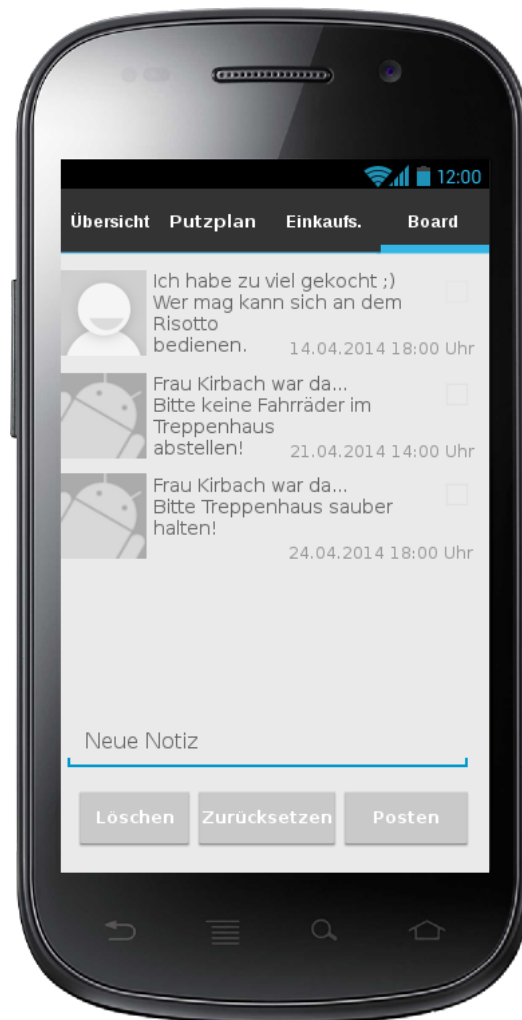 12:00
Übersicht Putzplan Einkaufs. Board
Ich habe zu viel gekocht ;)
Wer mag kann sich an dem
Risotto
bedienen. 14.04.2014 18:00 Uhr
Frau Kirbach war da...
Bitte keine Fahrräder im
Treppenhaus
abstellen! 21.04.2014 14:00 Uhr
Frau Kirbach war da...
Bitte Treppenhaus sauber
halten!
24.04.2014 18:00 Uhr
Neue Notiz
Löschen Zurücksetzen Posten